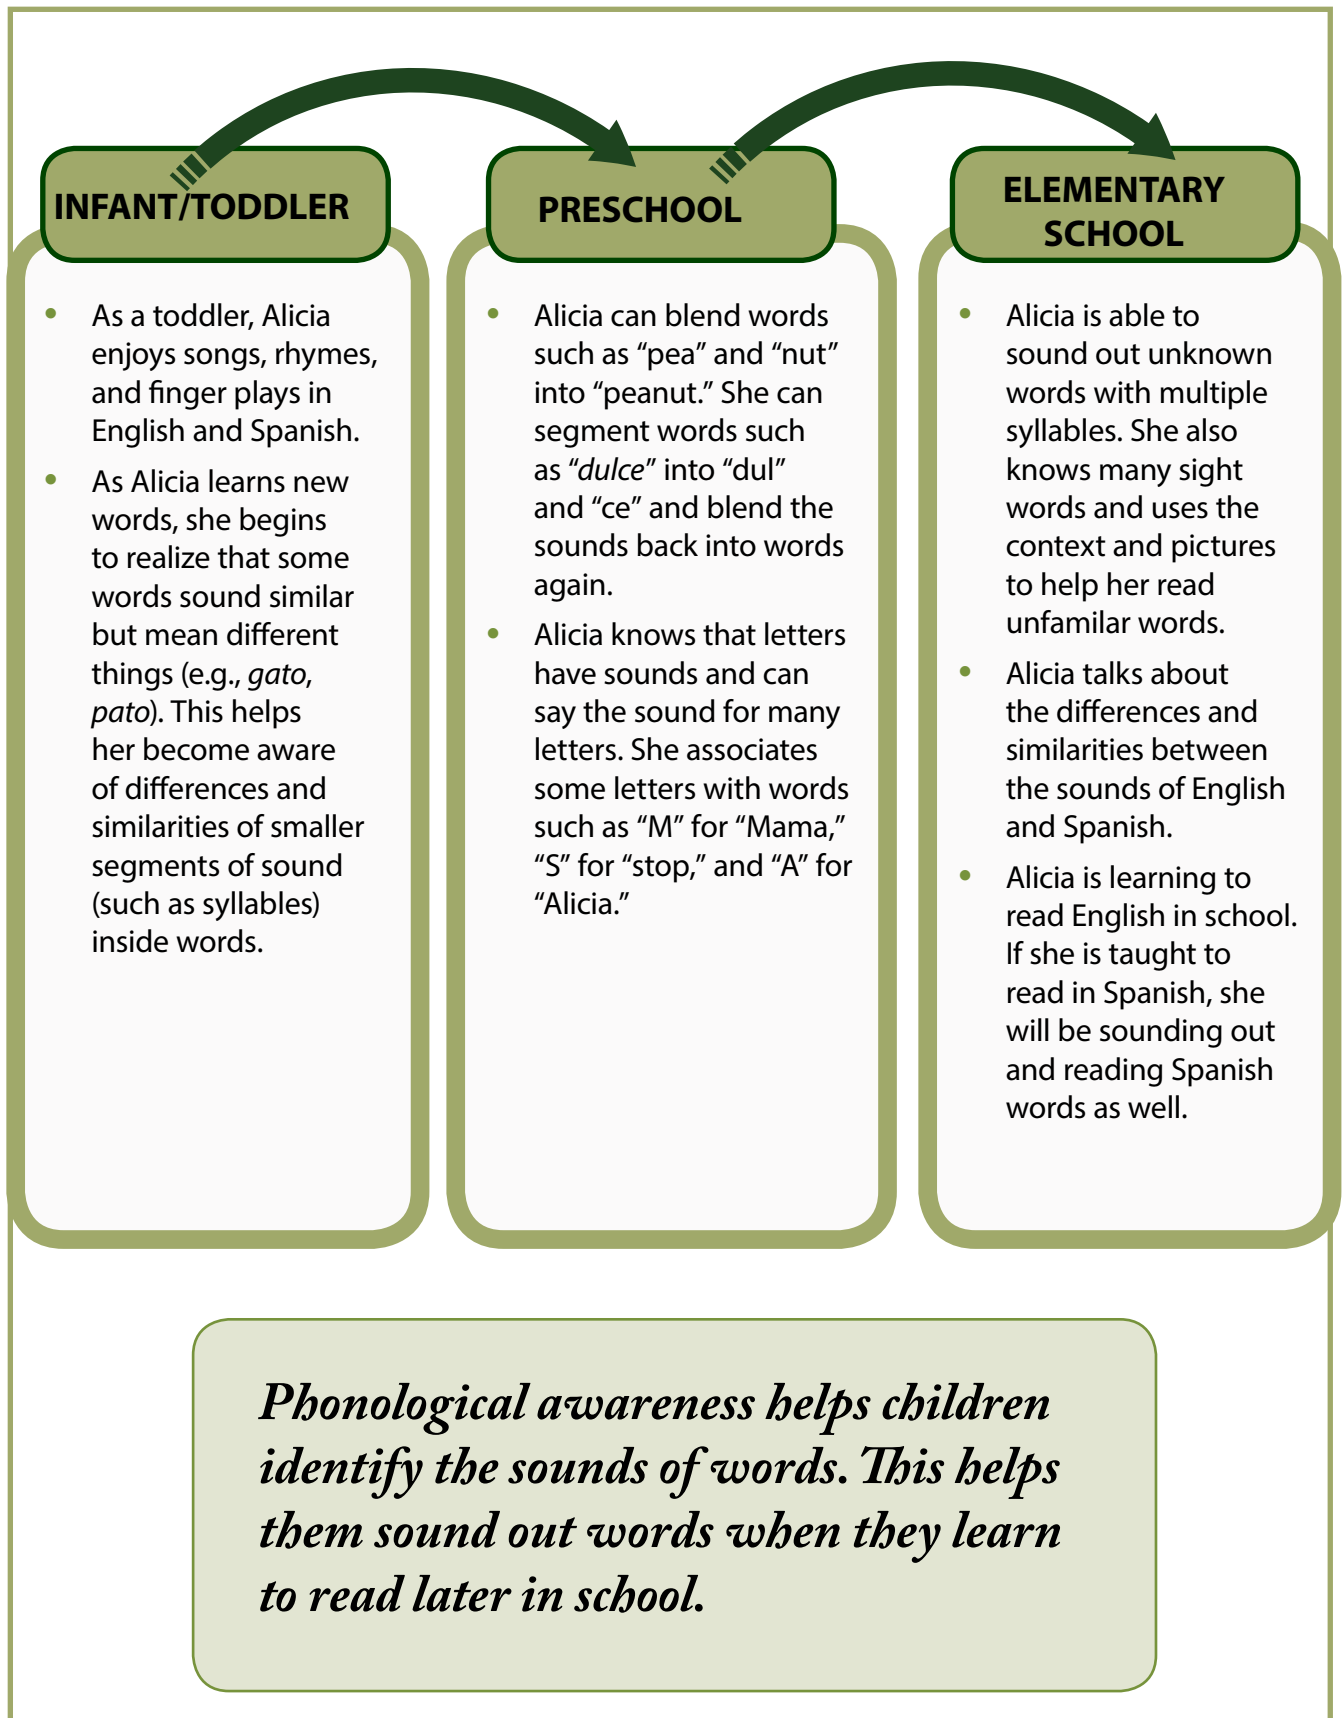 INFANT/TODDLER
• As a toddler, Alicia
enjoys songs, rhymes,
and finger plays in
English and Spanish.
• As Alicia learns new
words, she begins
to realize that some
words sound similar
but mean different
things (e.g., gato,
pato). This helps
her become aware
of differences and
similarities of smaller
segments of sound
(such as syllables)
inside words.
PRESCHOOL
• Alicia can blend words
such as “pea” and “nut”
into “peanut.” She can
segment words such
as “dulce” into “dul”
and “ce” and blend the
sounds back into words
again.
• Alicia knows that letters
have sounds and can
say the sound for many
letters. She associates
some letters with words
such as “M” for “Mama,”
“S” for “stop,” and “A” for
“Alicia.”
ELEMENTARY
SCHOOL
• Alicia is able to
sound out unknown
words with multiple
syllables. She also
knows many sight
words and uses the
context and pictures
to help her read
unfamilar words.
• Alicia talks about
the differences and
similarities between
the sounds of English
and Spanish.
• Alicia is learning to
read English in school.
If she is taught to
read in Spanish, she
will be sounding out
and reading Spanish
words as well.
Phonological awareness helps children
identify the sounds of words. This helps
them sound out words when they learn
to read later in school.